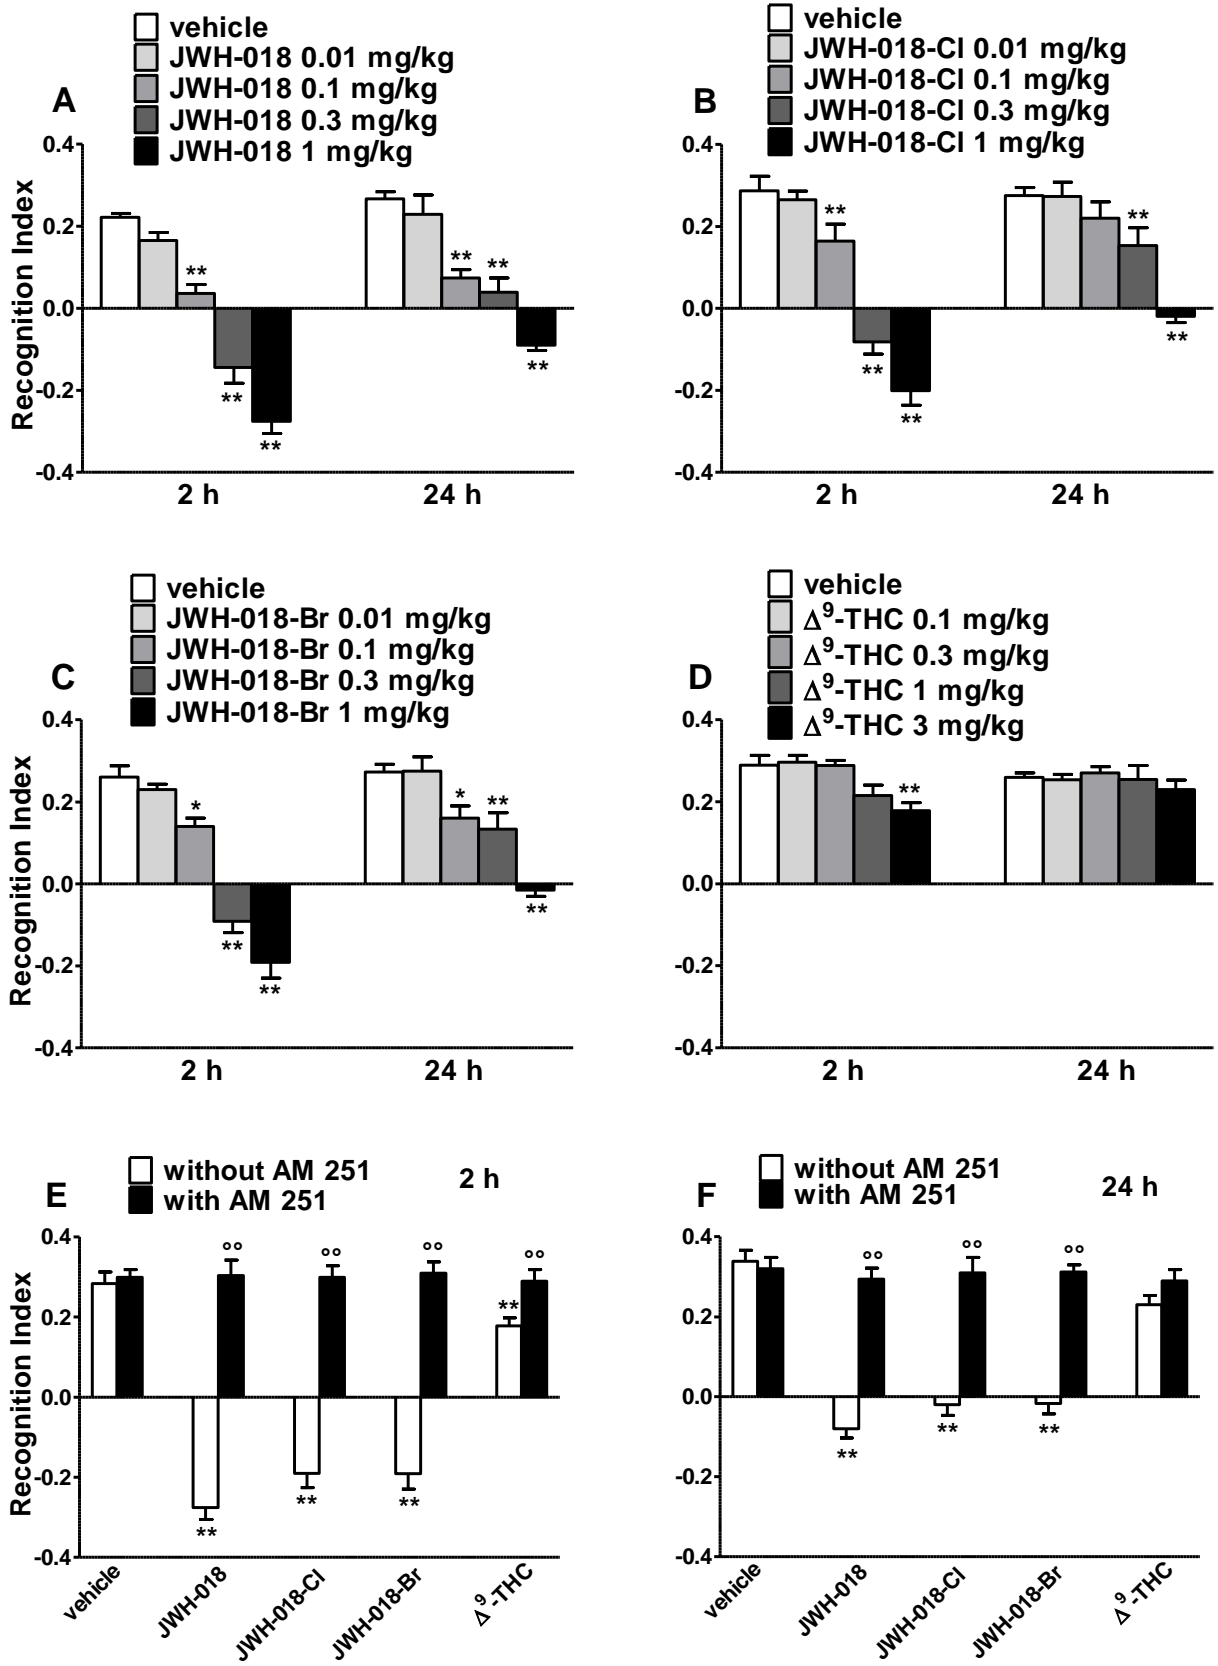 vehicle
JWH-018 0.01 mg/kg
JWH-018 0.1 mg/kg
JWH-018 0.3 mg/kg
JWH-018 1 mg/kg
A
0.4
0.2
0.0
-0.2
-0.4
Recognition Index
**
**
**
**
**
**
2 h
24 h
vehicle
JWH-018-Cl 0.01 mg/kg
JWH-018-Cl 0.1 mg/kg
JWH-018-Cl 0.3 mg/kg
JWH-018-Cl 1 mg/kg
B
0.4
0.2
0.0
-0.2
-0.4
**
**
**
**
**
2 h
24 h
vehicle
JWH-018-Br 0.01 mg/kg
JWH-018-Br 0.1 mg/kg
JWH-018-Br 0.3 mg/kg
JWH-018-Br 1 mg/kg
C
0.4
0.2
0.0
-0.2
-0.4
Recognition Index
*
**
**
*
**
**
2 h
24 h
vehicle
Δ⁹-THC 0.1 mg/kg
Δ⁹-THC 0.3 mg/kg
Δ⁹-THC 1 mg/kg
Δ⁹-THC 3 mg/kg
D
0.4
0.2
0.0
-0.2
-0.4
**
2 h
24 h
without AM 251
with AM 251
2 h
E
0.4
0.2
0.0
-0.2
-0.4
Recognition Index
°°
°°
°°
°°
**
**
**
**
vehicle
JWH-018
JWH-018-Cl
JWH-018-Br
Δ⁹-THC
without AM 251
with AM 251
24 h
F
0.4
0.2
0.0
-0.2
-0.4
°°
°°
°°
**
**
**
vehicle
JWH-018
JWH-018-Cl
JWH-018-Br
Δ⁹-THC